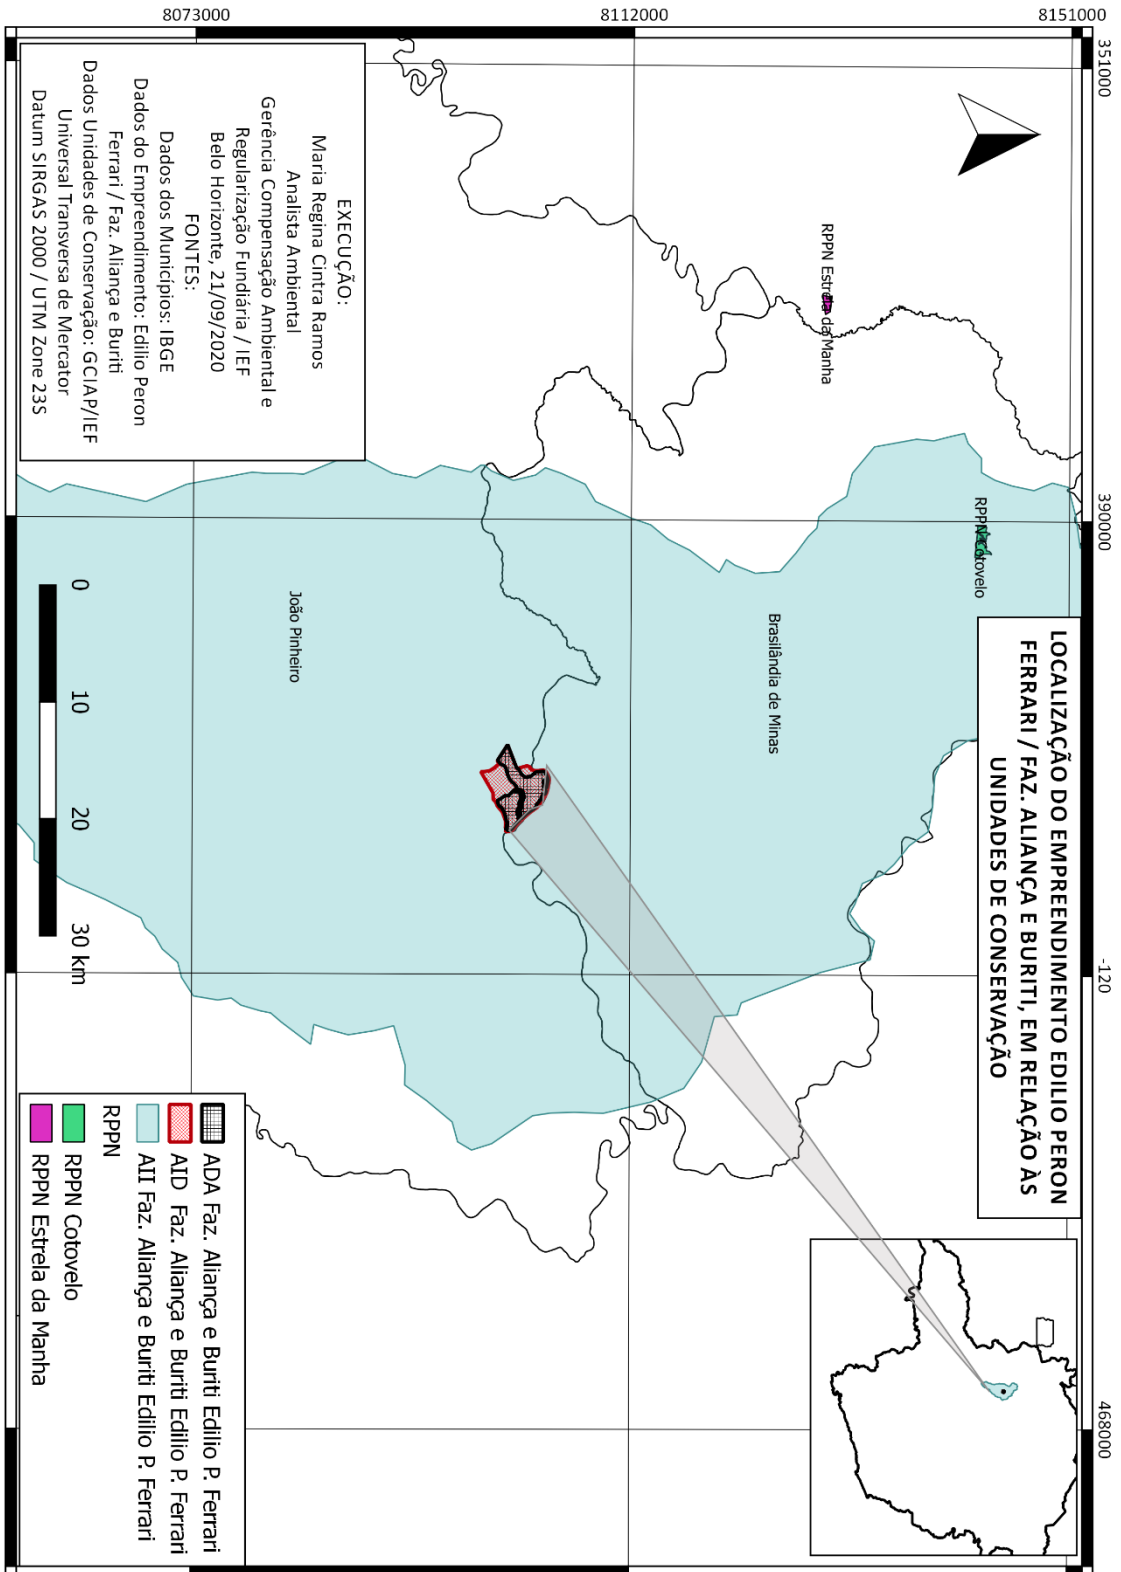 LOCALIZAÇÃO DO EMPREENDIMENTO EDILIO PERON
FERRARI / FAZ. ALIANÇA E BURITI, EM RELAÇÃO ÀS
UNIDADES DE CONSERVAÇÃO
351000
390000
-120
468000
8151000
8112000
8073000
RPPN Estrela da Manha
RPPN Cotovelo
Brasilândia de Minas
João Pinheiro
EXECUÇÃO:
Maria Regina Cintra Ramos
Analista Ambiental
Gerência Compensação Ambiental e
Regularização Fundiária / IEF
Belo Horizonte, 21/09/2020
FONTES:
Dados dos Municípios: IBGE
Dados do Empreendimento: Edilio Peron
Ferrari / Faz. Aliança e Buriti
Dados Unidades de Conservação: GCIAP/IEF
Universal Transversa de Mercator
Datum SIRGAS 2000 / UTM Zone 23S
0 10 20 30 km
ADA Faz. Aliança e Buriti Edilio P. Ferrari
AID Faz. Aliança e Buriti Edilio P. Ferrari
AII Faz. Aliança e Buriti Edilio P. Ferrari
RPPN
RPPN Cotovelo
RPPN Estrela da Manha